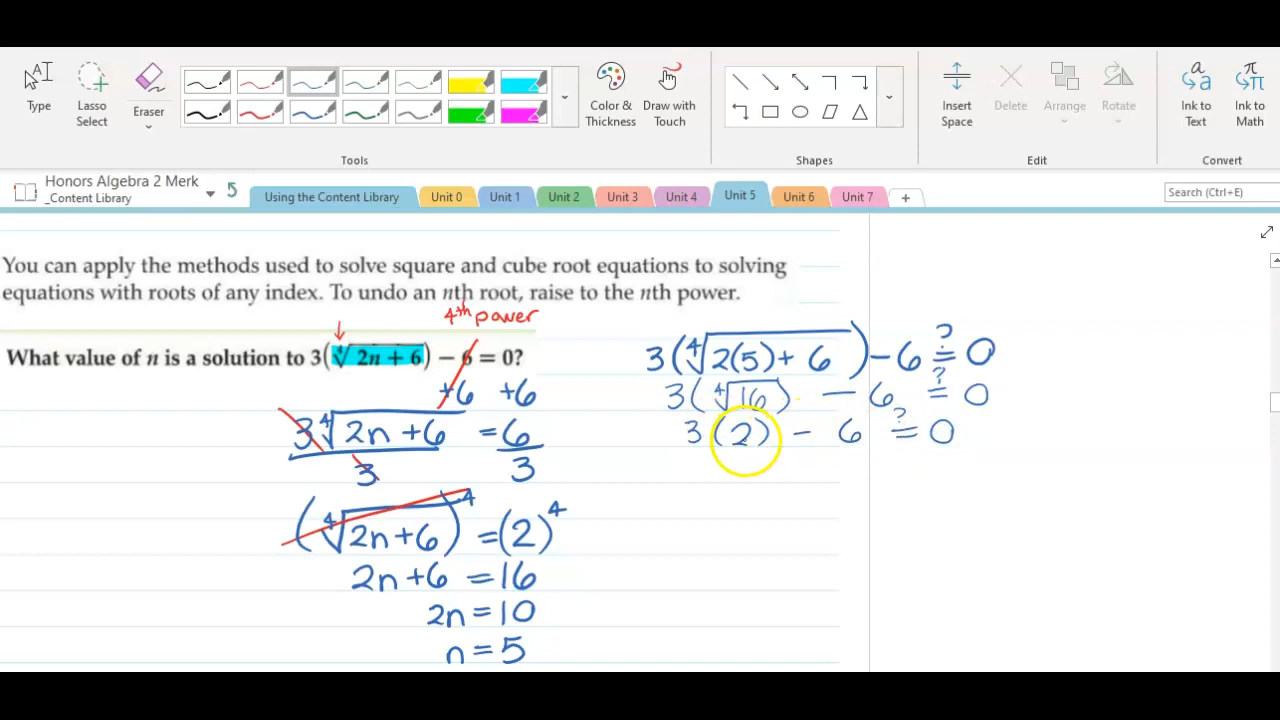 Type
Lasso Select
Eraser
Color & Thickness
Draw with Touch
Insert Space
Delete
Arrange
Rotate
Ink to Text
Ink to Math
Tools
Shapes
Edit
Convert
Honors Algebra 2 Merk
_Content Library
Using the Content Library
Unit 0
Unit 1
Unit 2
Unit 3
Unit 4
Unit 5
Unit 6
Unit 7
+
Search (Ctrl+E)
You can apply the methods used to solve square and cube root equations to solving
equations with roots of any index. To undo an nth root, raise to the nth power.
4th power
What value of n is a solution to 3(∜(2n + 6)) − 6 = 0?
+6 +6
3∜(2n + 6) = 6
3 3
(∜(2n+6))⁴ = (2)⁴
2n + 6 = 16
2n = 10
n = 5
3(∜(2(5) + 6)) − 6 ≟ 0
3(∜16) − 6 ≟ 0
3(2) − 6 ≟ 0